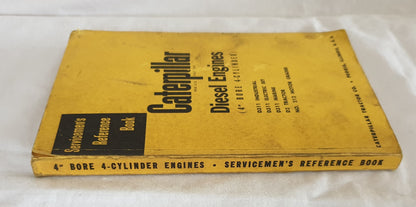 Servicemen's
Reference
Book
Caterpillar
Diesel Engines
(4" BORE 4-CYLINDER)
D311 INDUSTRIAL
D311 ELECTRIC SET
D311 MARINE
D2 TRACTOR
NO. 212 MOTOR GRADER
CATERPILLAR TRACTOR CO. • PEORIA, ILLINOIS, U.S.A.
4" BORE 4-CYLINDER ENGINES • SERVICEMEN'S REFERENCE BOOK